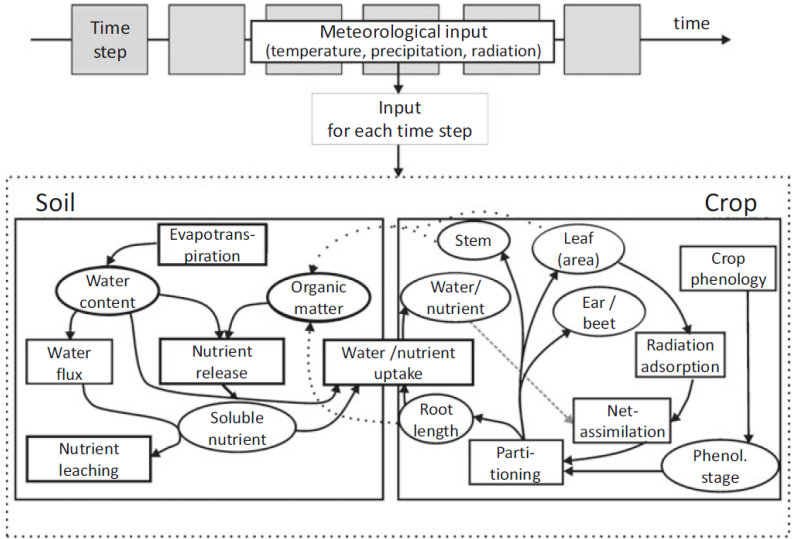 Time
step
Meteorological input
(temperature, precipitation, radiation)
time
Input
for each time step
Soil
Crop
Evapotrans-
piration
Water
content
Organic
matter
Water
flux
Nutrient
release
Water /nutrient
uptake
Soluble
nutrient
Nutrient
leaching
Stem
Leaf
(area)
Crop
phenology
Water/
nutrient
Ear /
beet
Radiation
adsorption
Root
length
Net-
assimilation
Parti-
tioning
Phenol.
stage